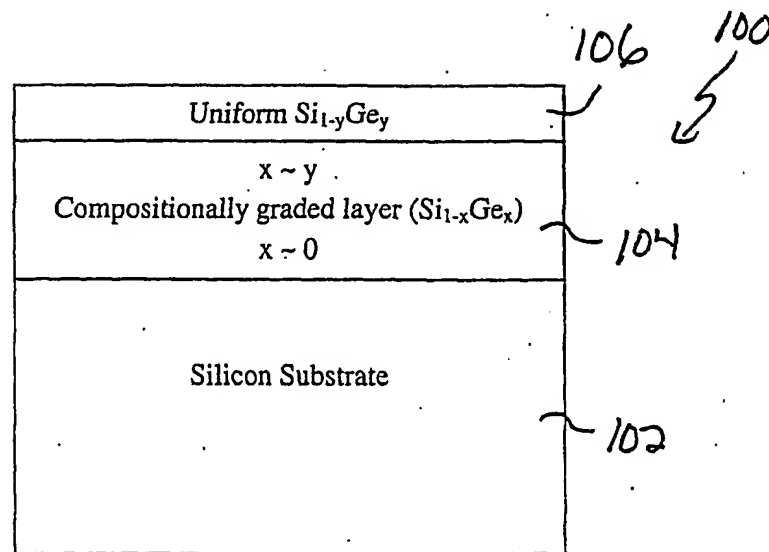 100
106
Uniform Si₁₋yGey
x ~ y
Compositionally graded layer (Si₁₋ₓGeₓ)
104
x ~ 0
Silicon Substrate
102